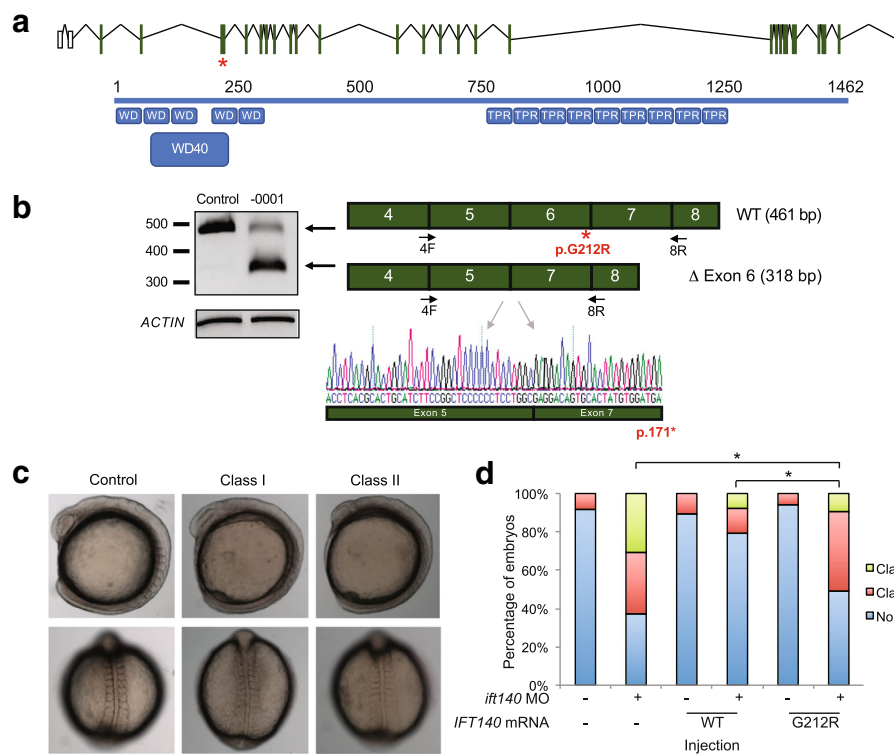 a
*
1 250 500 750 1000 1250 1462
WD WD WD WD WD TPR TPR TPR TPR TPR TPR TPR TPR TPR
WD40
b
Control -0001
500
400
300
ACTIN
4 5 6 7 8 WT (461 bp)
4F * 8R
p.G212R
4 5 7 8 Δ Exon 6 (318 bp)
4F 8R
ACCTCACGCACTGCATCTTCCGGCTCCCCCCTCCTGGCGAGGACAGTGCACTATGTGGATGA
Exon 5 Exon 7
p.171*
c
Control Class I Class II
d
*
*
100%
80%
60%
40%
20%
0%
Percentage of embryos
Cla
Cla
No
ift140 MO - + - + - +
IFT140 mRNA - - WT G212R
Injection